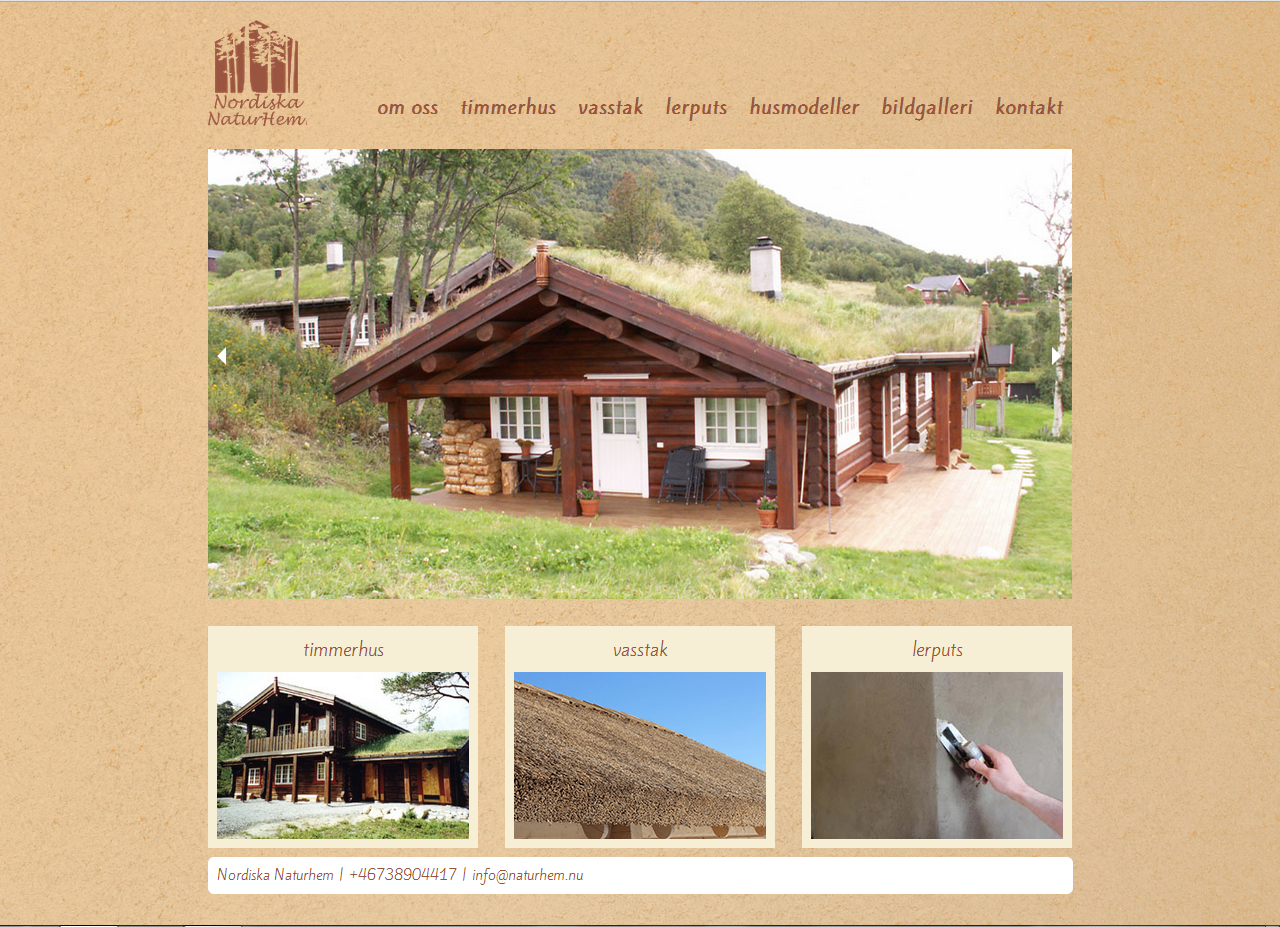 Nordiska
NaturHem
om oss timmerhus vasstak lerputs husmodeller bildgalleri kontakt
timmerhus vasstak lerputs
Nordiska Naturhem | +46738904417 | info@naturhem.nu